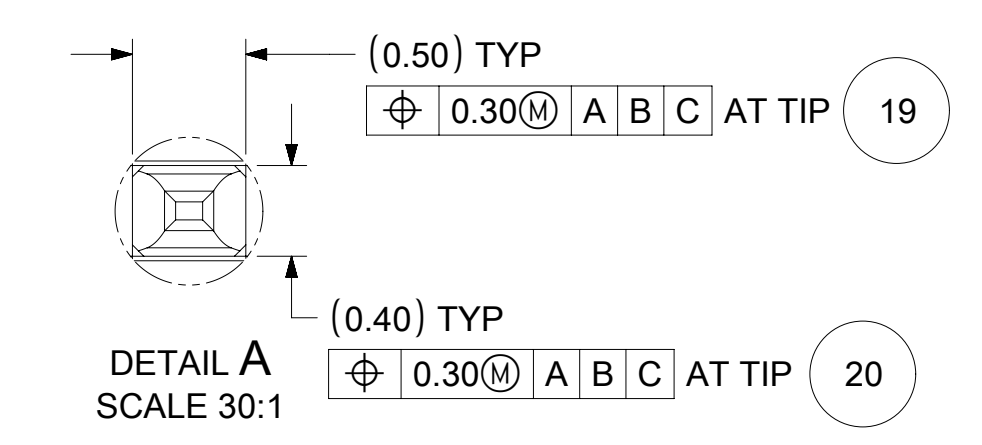 (0.50) TYP
⌖ 0.30Ⓜ A B C AT TIP 19
(0.40) TYP
⌖ 0.30Ⓜ A B C AT TIP 20
DETAIL A
SCALE 30:1